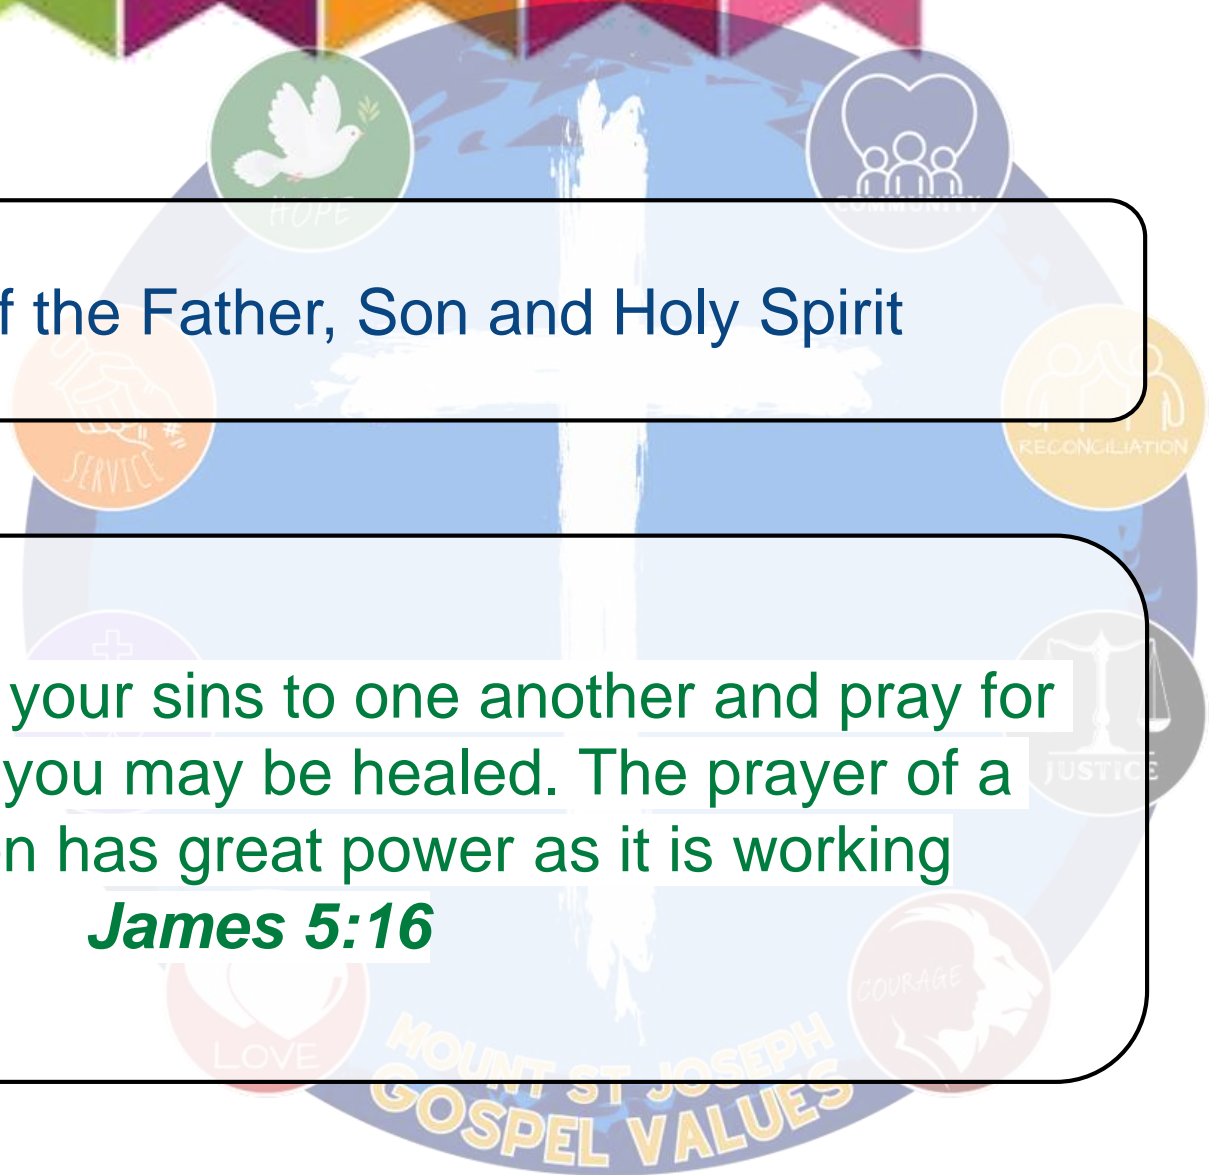 HOPE
COMMUNITY
f the Father, Son and Holy Spirit
SERVICE
RECONCILIATION
your sins to one another and pray for
you may be healed. The prayer of a
n has great power as it is working
JUSTICE
James 5:16
COURAGE
LOVE
MOUNT ST JOSEPH
GOSPEL VALUES